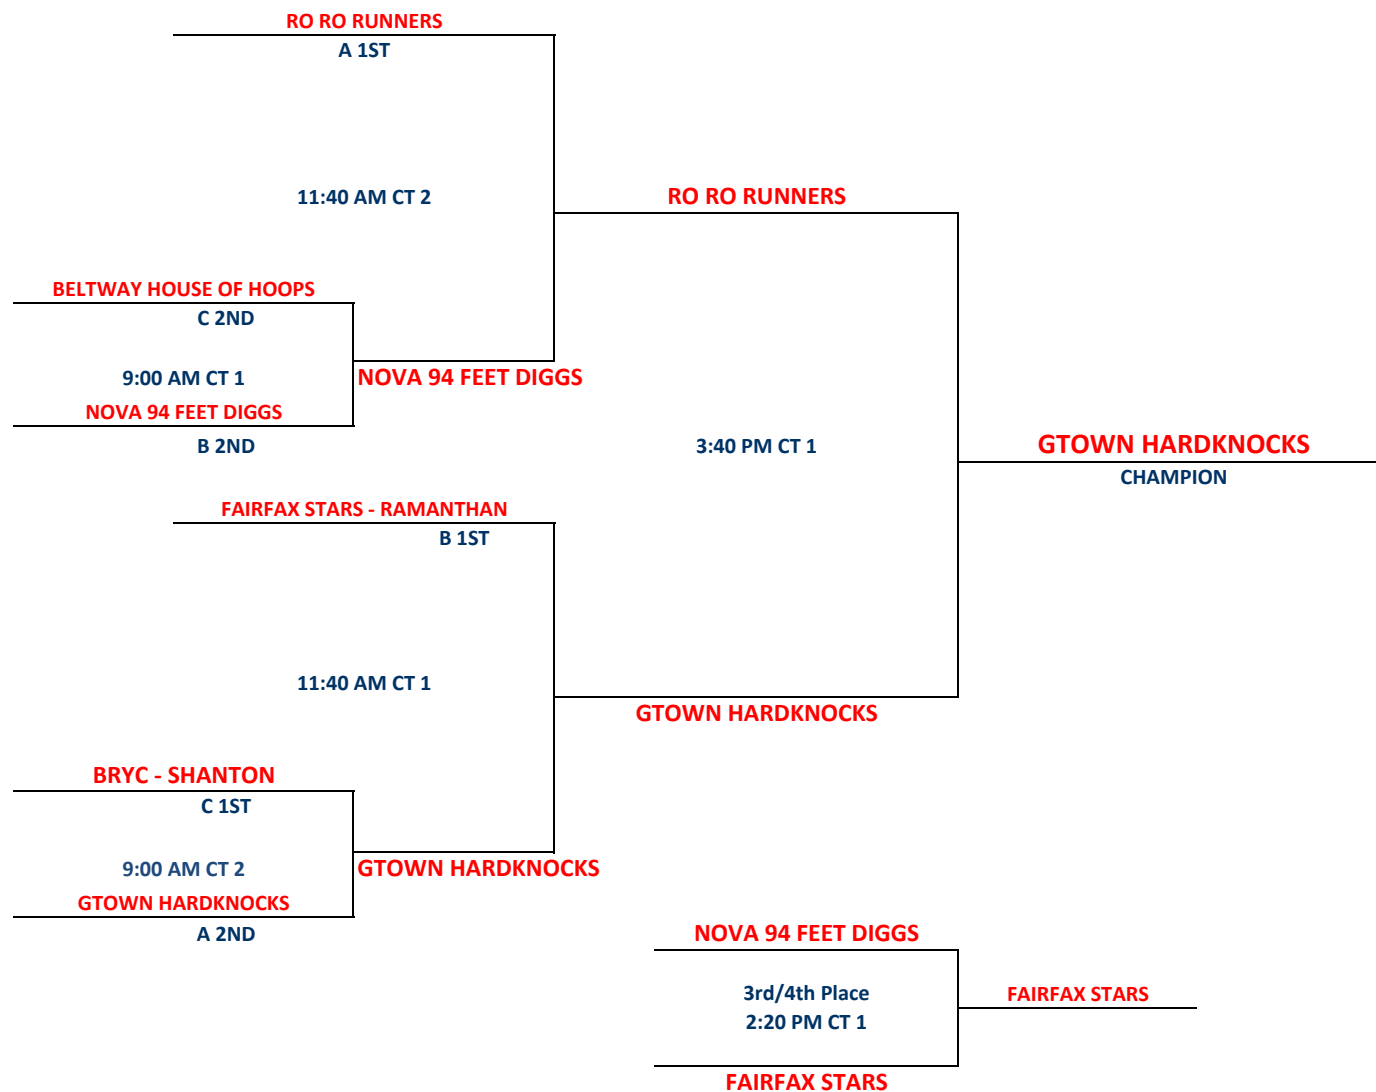 RO RO RUNNERS
A 1ST
11:40 AM CT 2
RO RO RUNNERS
BELTWAY HOUSE OF HOOPS
C 2ND
9:00 AM CT 1
NOVA 94 FEET DIGGS
NOVA 94 FEET DIGGS
B 2ND
3:40 PM CT 1
GTOWN HARDKNOCKS
CHAMPION
FAIRFAX STARS - RAMANTHAN
B 1ST
11:40 AM CT 1
GTOWN HARDKNOCKS
BRYC - SHANTON
C 1ST
9:00 AM CT 2
GTOWN HARDKNOCKS
GTOWN HARDKNOCKS
A 2ND
NOVA 94 FEET DIGGS
3rd/4th Place
2:20 PM CT 1
FAIRFAX STARS
FAIRFAX STARS